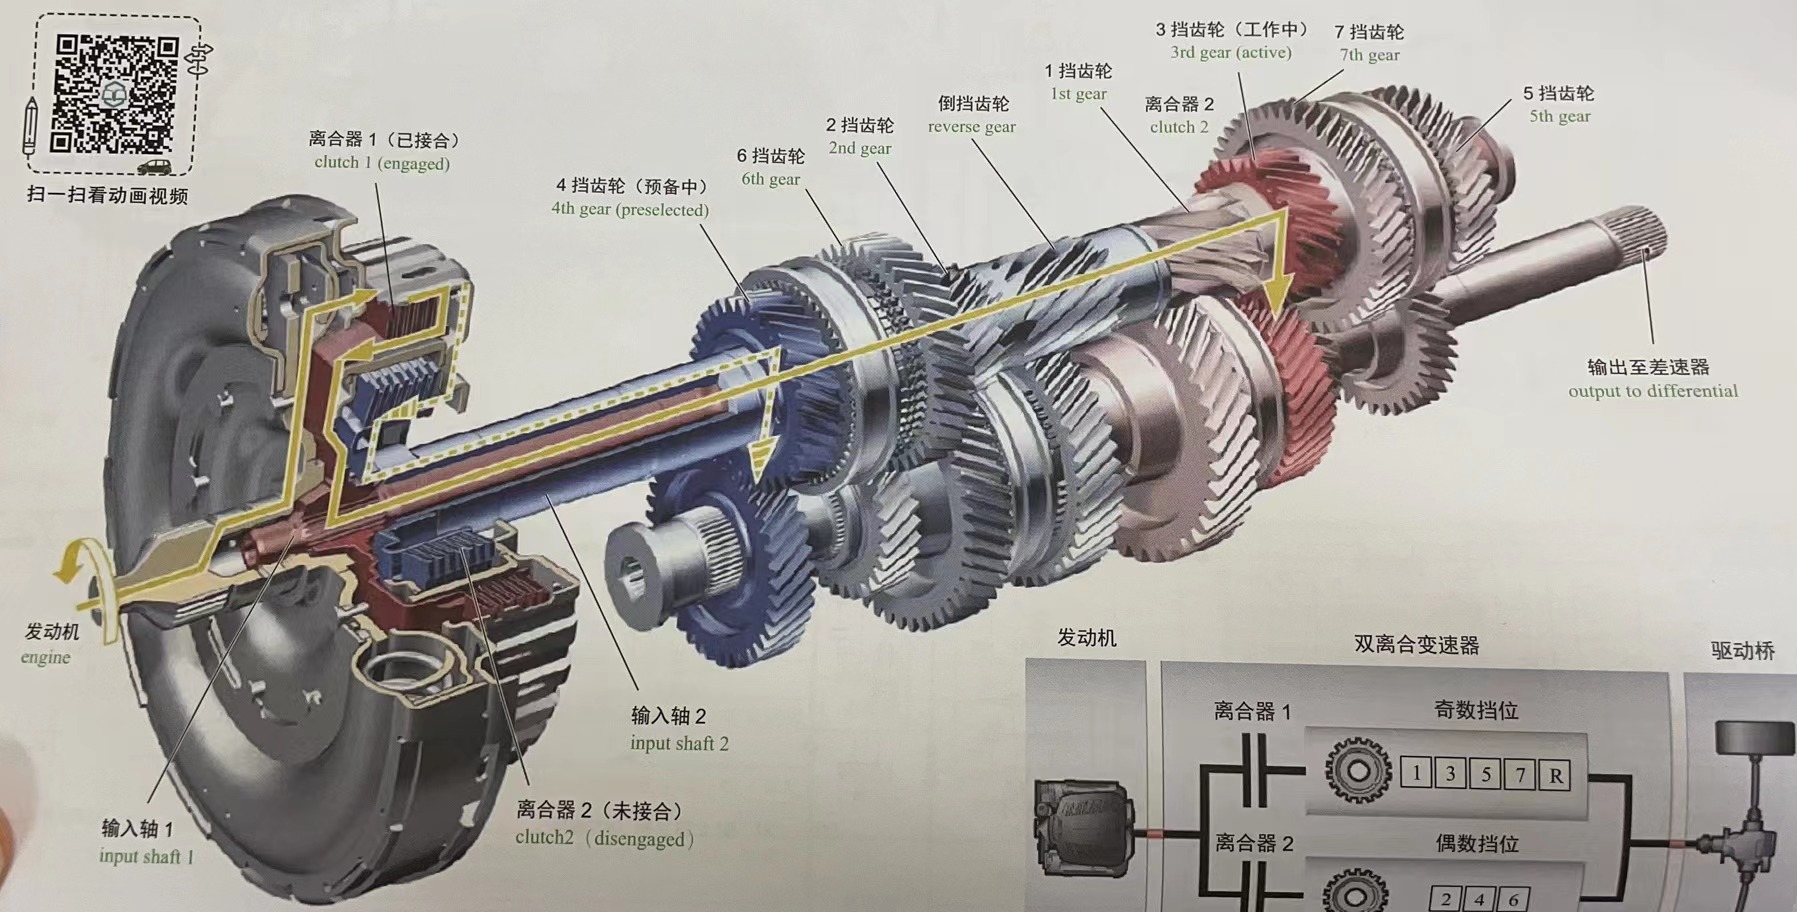 扫一扫看动画视频
离合器 1（已接合）
clutch 1 (engaged)
4 挡齿轮（预备中）
4th gear (preselected)
6 挡齿轮
6th gear
2 挡齿轮
2nd gear
倒挡齿轮
reverse gear
1 挡齿轮
1st gear
离合器 2
clutch 2
3 挡齿轮（工作中）
3rd gear (active)
7 挡齿轮
7th gear
5 挡齿轮
5th gear
输出至差速器
output to differential
发动机
engine
输入轴 1
input shaft 1
离合器 2（未接合）
clutch2（disengaged）
输入轴 2
input shaft 2
发动机
双离合变速器
驱动桥
离合器 1
奇数挡位
1 3 5 7 R
离合器 2
偶数挡位
2 4 6